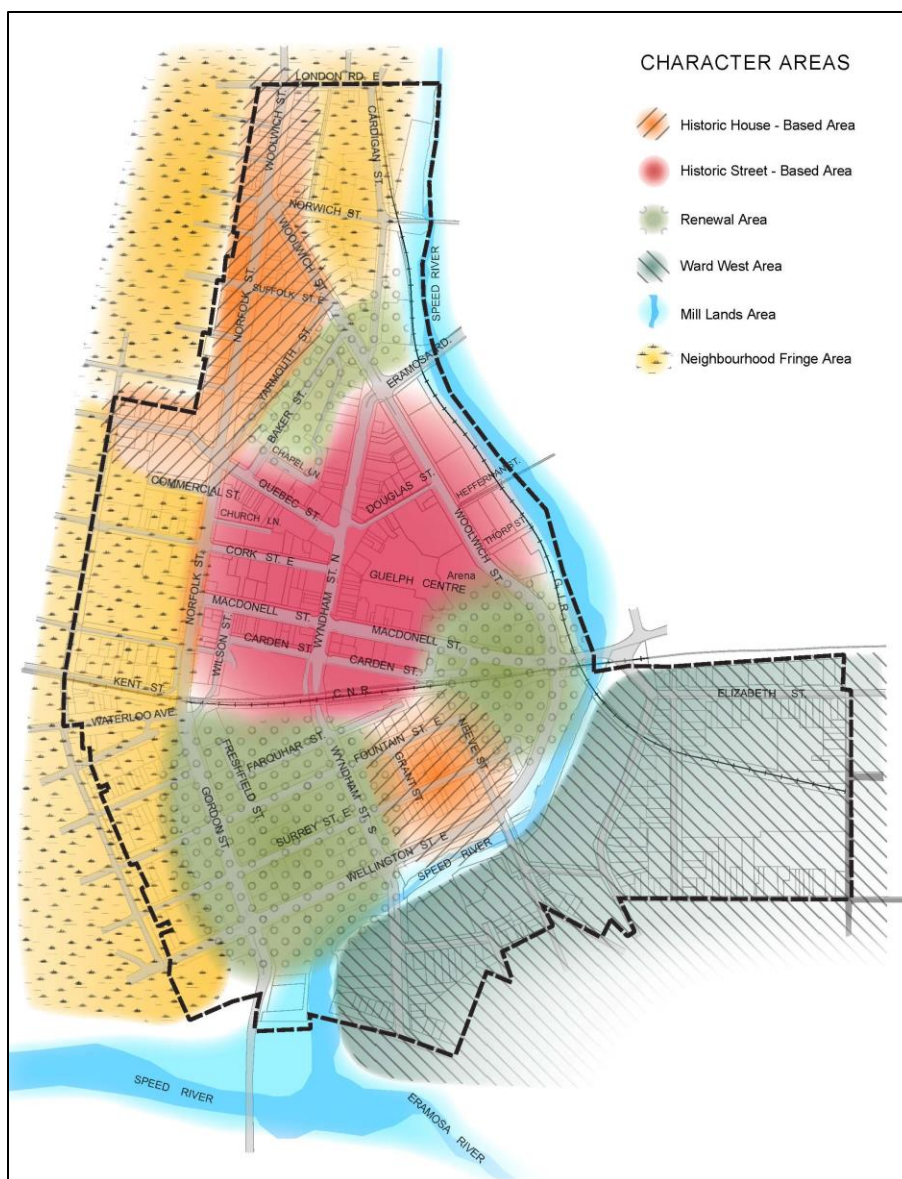 CHARACTER AREAS
Historic House - Based Area
Historic Street - Based Area
Renewal Area
Ward West Area
Mill Lands Area
Neighbourhood Fringe Area
LONDON RD. E
WOOLWICH ST.
CARDIGAN ST.
NORWICH ST.
WOOLWICH ST.
SPEED RIVER
NORFOLK ST.
SUFFOLK ST. E
YARMOUTH ST.
ERAMOSA RD.
BAKER ST.
CHAPEL LN.
COMMERCIAL ST.
QUEBEC ST.
DOUGLAS ST.
HEFFERNAN ST.
CHURCH LN.
THORP ST.
WOOLWICH ST.
CORK ST. E
WYNDHAM ST. N
GUELPH CENTRE
Arena
G.J.R.
NORFOLK ST.
MACDONELL ST.
MACDONELL ST.
WILSON ST.
CARDEN ST.
CARDEN ST.
KENT ST.
C.N.R.
ELIZABETH ST.
WATERLOO AVE.
FARQUHAR ST.
FOUNTAIN ST. E
NEEVE ST.
FRESHFIELD ST.
WYNDHAM ST. S
GRANT ST.
GORDON ST.
SURREY ST. E
WELLINGTON ST. E
SPEED RIVER
SPEED RIVER
ERAMOSA RIVER